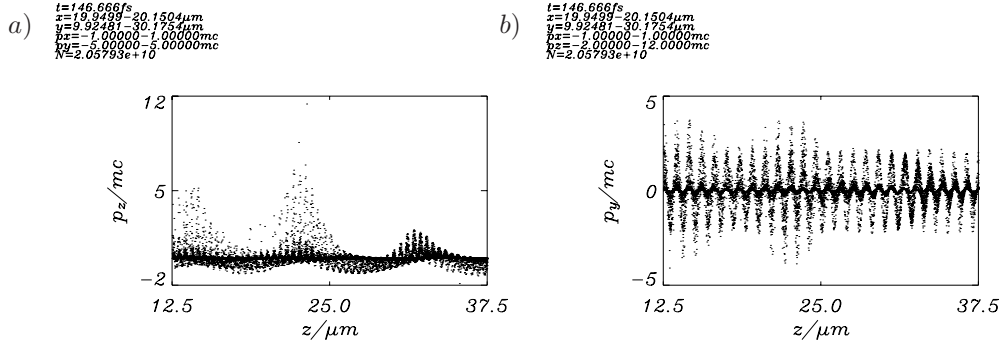 a)
t=146.666fs
x=19.9499-20.1504μm
y=9.92481-30.1754μm
px=-1.00000-1.00000mc
py=-5.00000-5.00000mc
N=2.05793e+10
12
5
-2
p_z/mc
12.5 25.0 37.5
z/μm
b)
t=146.666fs
x=19.9499-20.1504μm
y=9.92481-30.1754μm
px=-1.00000-1.00000mc
pz=-2.00000-12.0000mc
N=2.05793e+10
5
0
-5
p_y/mc
12.5 25.0 37.5
z/μm